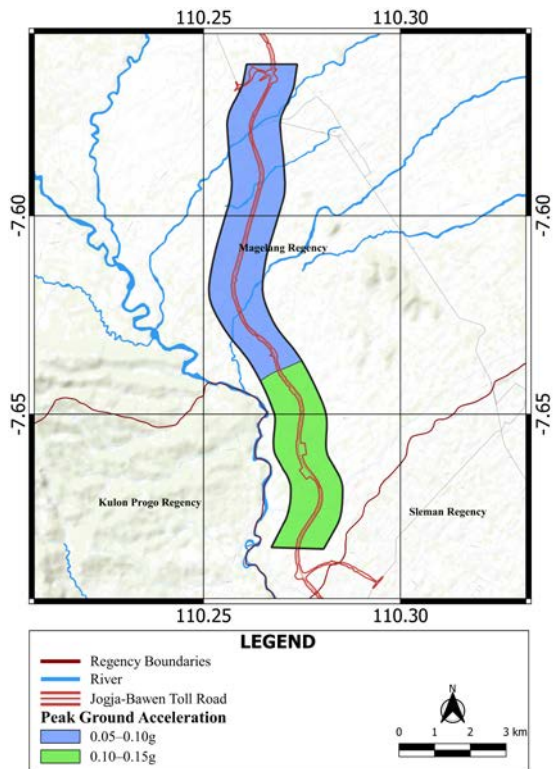 110.25 110.30
-7.60 -7.60
Magelang Regency
-7.65 -7.65
Kulon Progo Regency
Sleman Regency
110.25 110.30
LEGEND
Regency Boundaries
River
Jogja-Bawen Toll Road
Peak Ground Acceleration
0.05–0.10g
0.10–0.15g
N
0 1 2 3 km